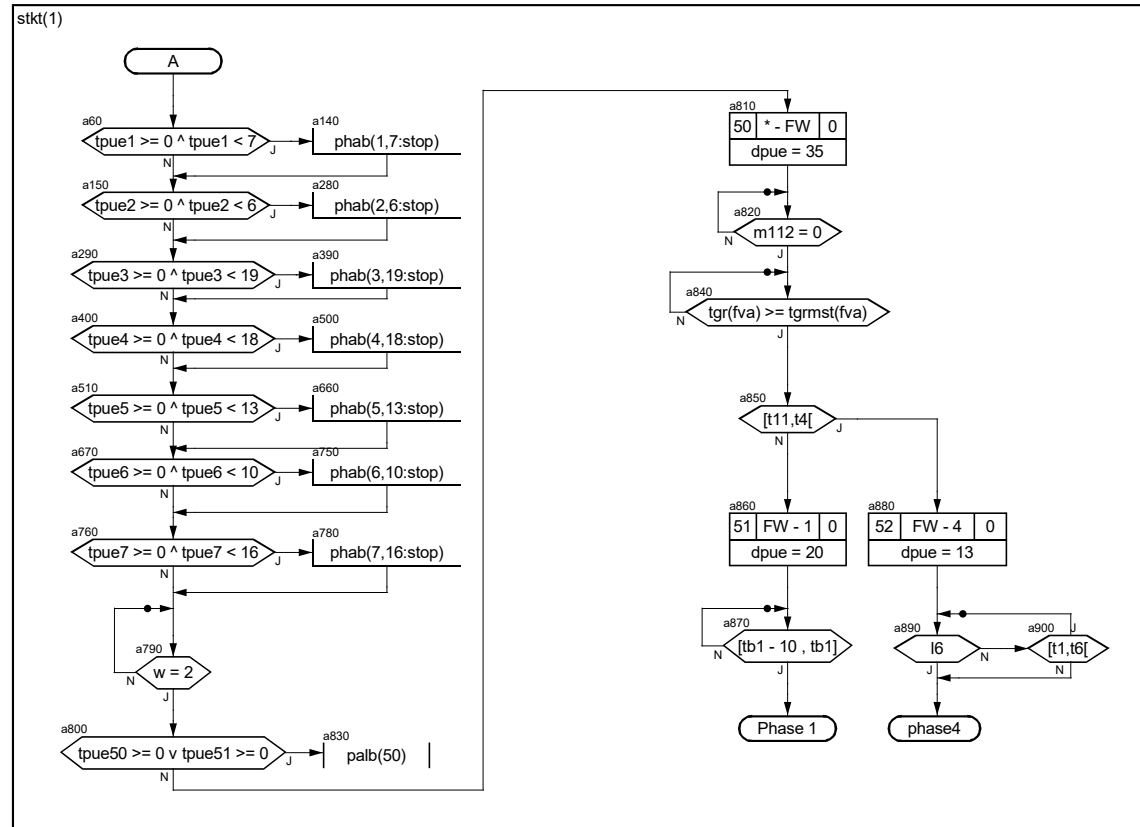 stkt(1)
A
a60
tpue1 >= 0 ^ tpue1 < 7
J
N
a140
phab(1,7:stop)
a150
tpue2 >= 0 ^ tpue2 < 6
J
N
a280
phab(2,6:stop)
a290
tpue3 >= 0 ^ tpue3 < 19
J
N
a390
phab(3,19:stop)
a400
tpue4 >= 0 ^ tpue4 < 18
J
N
a500
phab(4,18:stop)
a510
tpue5 >= 0 ^ tpue5 < 13
J
N
a660
phab(5,13:stop)
a670
tpue6 >= 0 ^ tpue6 < 10
J
N
a750
phab(6,10:stop)
a760
tpue7 >= 0 ^ tpue7 < 16
J
N
a780
phab(7,16:stop)
a790
w = 2
N
J
a800
tpue50 >= 0 v tpue51 >= 0
J
N
a830
palb(50)
a810
50 * - FW 0
dpue = 35
a820
m112 = 0
N
J
a840
tgr(fva) >= tgrmst(fva)
N
J
a850
[t11,t4[
J
N
a860
51 FW - 1 0
dpue = 20
a870
[tb1 - 10 , tb1]
N
J
Phase 1
a880
52 FW - 4 0
dpue = 13
a890
l6
N
J
a900
J
[t1,t6[
N
phase4